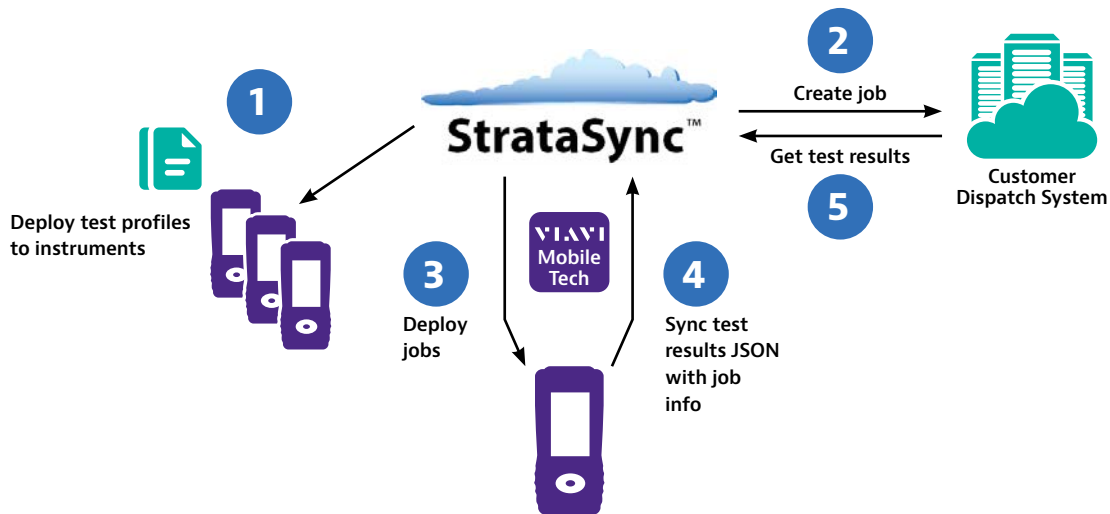 1
Deploy test profiles
to instruments
StrataSync™
2
Create job
Get test results
5
Customer
Dispatch System
VIAVI
Mobile
Tech
3
Deploy
jobs
4
Sync test
results JSON
with job
info